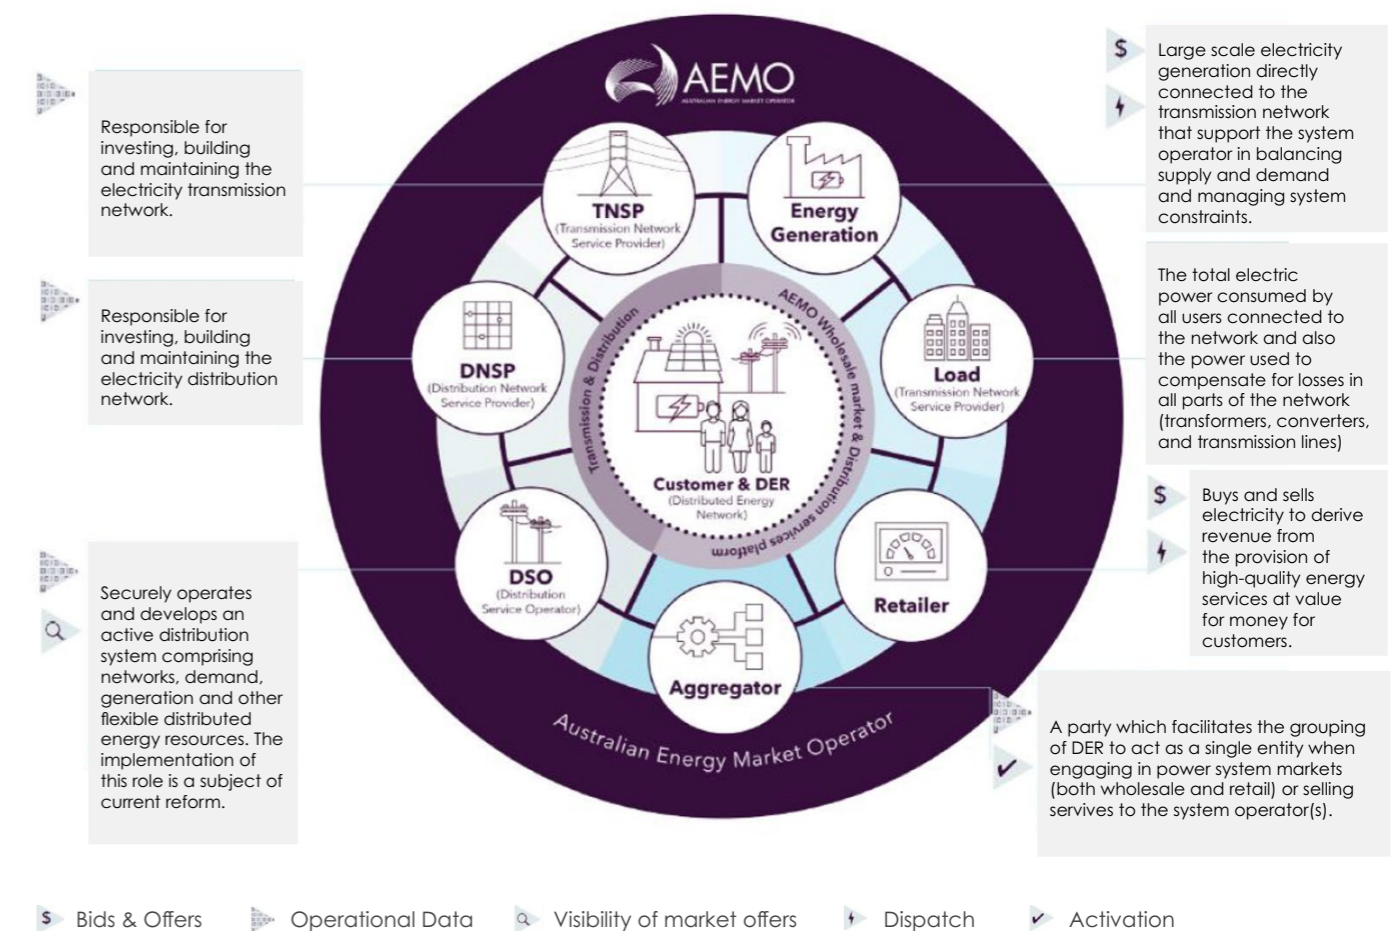 AEMO
AUSTRALIAN ENERGY MARKET OPERATOR
Responsible for
investing, building
and maintaining the
electricity transmission
network.
Responsible for
investing, building
and maintaining the
electricity distribution
network.
Securely operates
and develops an
active distribution
system comprising
networks, demand,
generation and other
flexible distributed
energy resources. The
implementation of
this role is a subject of
current reform.
TNSP
(Transmission Network
Service Provider)
Energy
Generation
DNSP
(Distribution Network
Service Provider)
Load
(Transmission Network
Service Provider)
DSO
(Distribution
Service Operator)
Retailer
Aggregator
Transmission & Distribution
AEMO Wholesale market & Distribution services platform
Customer & DER
(Distributed Energy
Network)
Australian Energy Market Operator
$
Large scale electricity
generation directly
connected to the
transmission network
that support the system
operator in balancing
supply and demand
and managing system
constraints.
The total electric
power consumed by
all users connected to
the network and also
the power used to
compensate for losses in
all parts of the network
(transformers, converters,
and transmission lines)
$
Buys and sells
electricity to derive
revenue from
the provision of
high-quality energy
services at value
for money for
customers.
A party which facilitates the grouping
of DER to act as a single entity when
engaging in power system markets
(both wholesale and retail) or selling
servives to the system operator(s).
$ Bids & Offers
Operational Data
Visibility of market offers
Dispatch
Activation